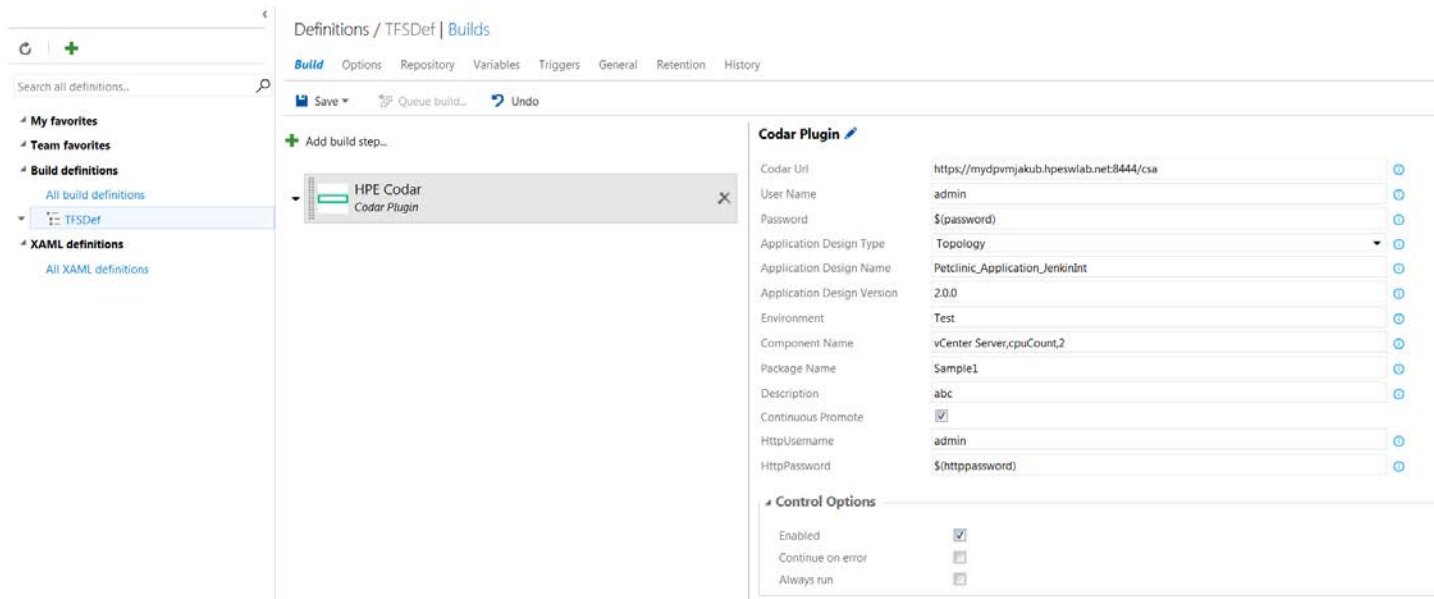 Definitions / TFSDef | Builds
Build Options Repository Variables Triggers General Retention History
Search all definitions...
Save Queue build... Undo
My favorites
Team favorites
Build definitions
All build definitions
TFSDef
XAML definitions
All XAML definitions
Add build step...
HPE Codar
Codar Plugin
Codar Plugin
Codar Url https://mydpvmjakub.hpeswlab.net:8444/csa
User Name admin
Password $(password)
Application Design Type Topology
Application Design Name Petclinic_Application_JenkinInt
Application Design Version 2.0.0
Environment Test
Component Name vCenter Server,cpuCount,2
Package Name Sample1
Description abc
Continuous Promote
HttpUsername admin
HttpPassword $(httppassword)
Control Options
Enabled
Continue on error
Always run